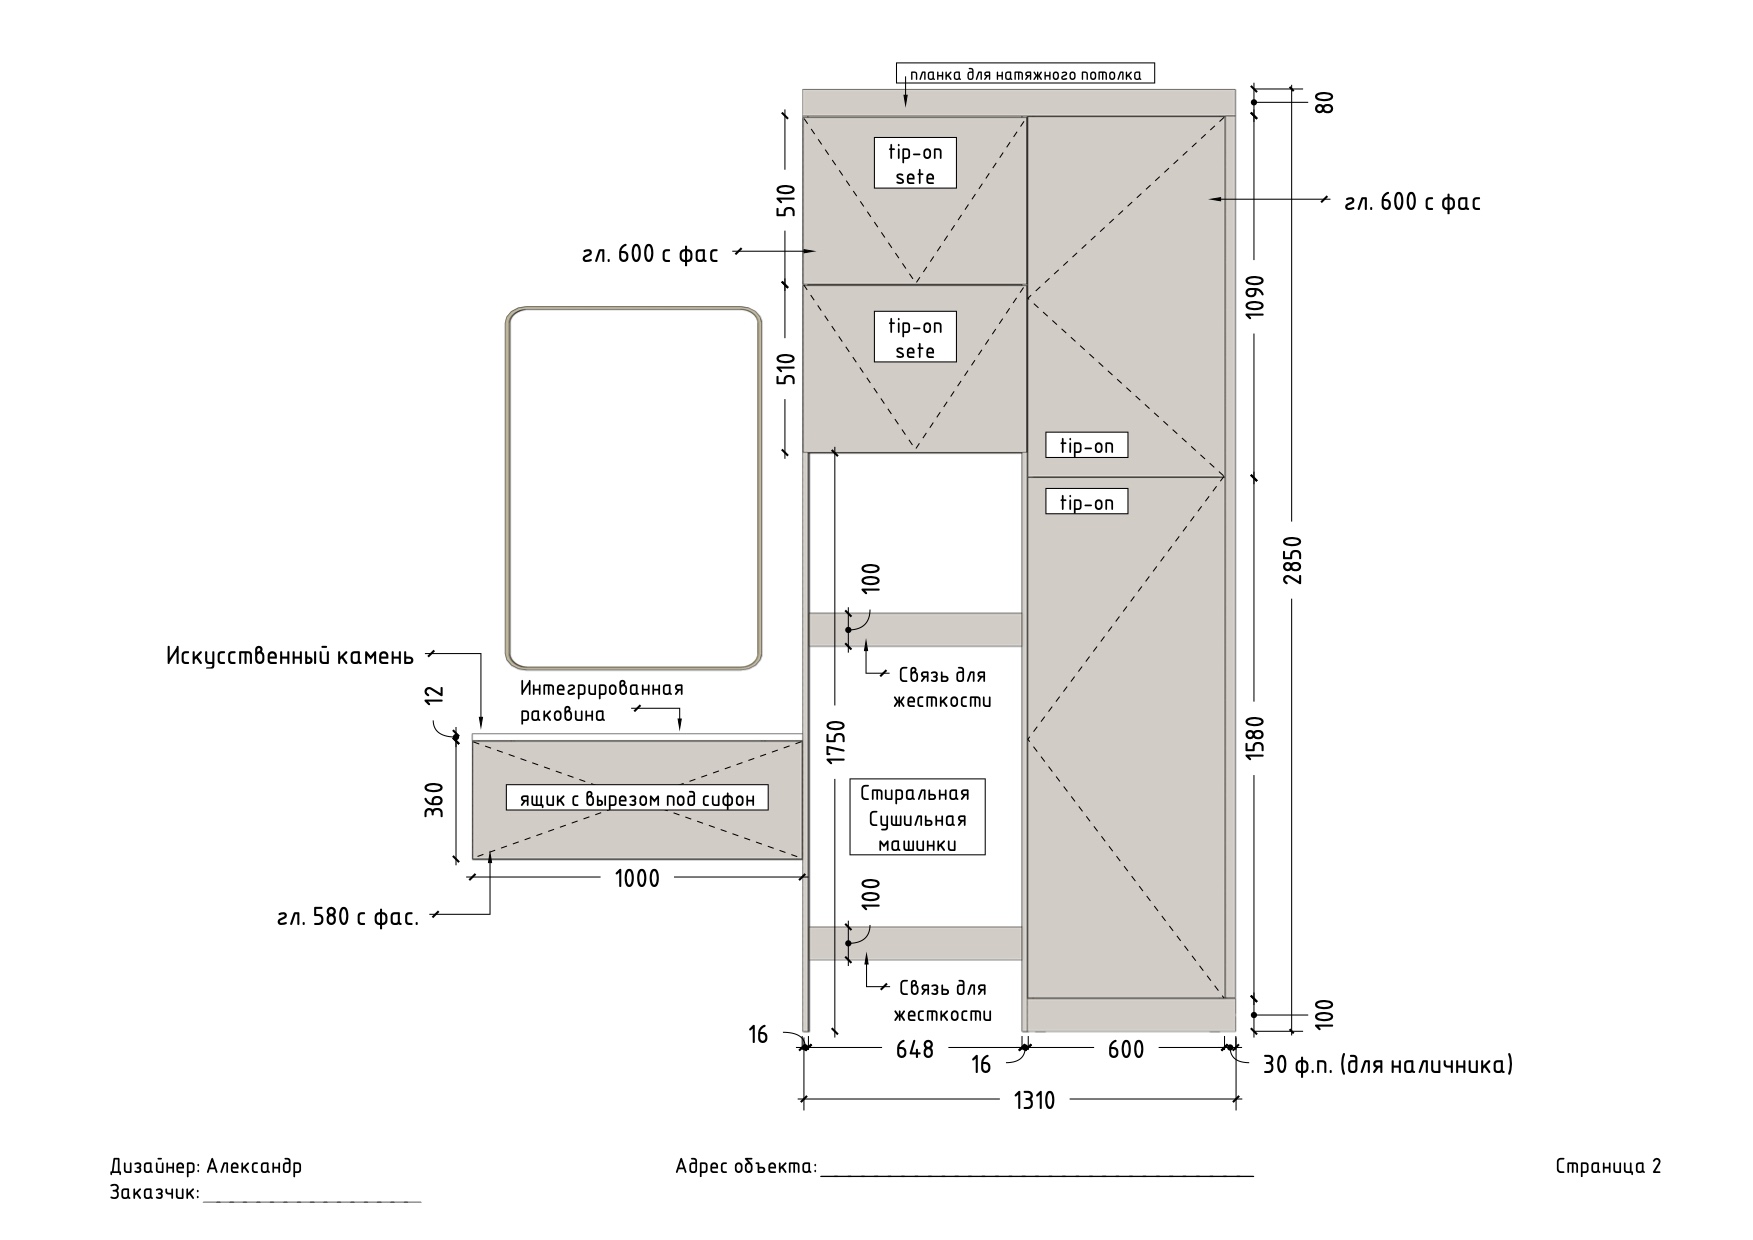 планка для натяжного потолка
80
tip-on
sete
510
гл. 600 с фас
гл. 600 с фас
1090
tip-on
sete
510
tip-on
tip-on
2850
100
Искусственный камень
Связь для
жесткости
12
Интегрированная
раковина
1750
1580
360
ящик с вырезом под сифон
Стиральная
Сушильная
машинки
1000
100
гл. 580 с фас.
Связь для
жесткости
100
16
648
16
600
30 ф.п. (для наличника)
1310
Дизайнер: Александр
Адрес объекта:
Страница 2
Заказчик: